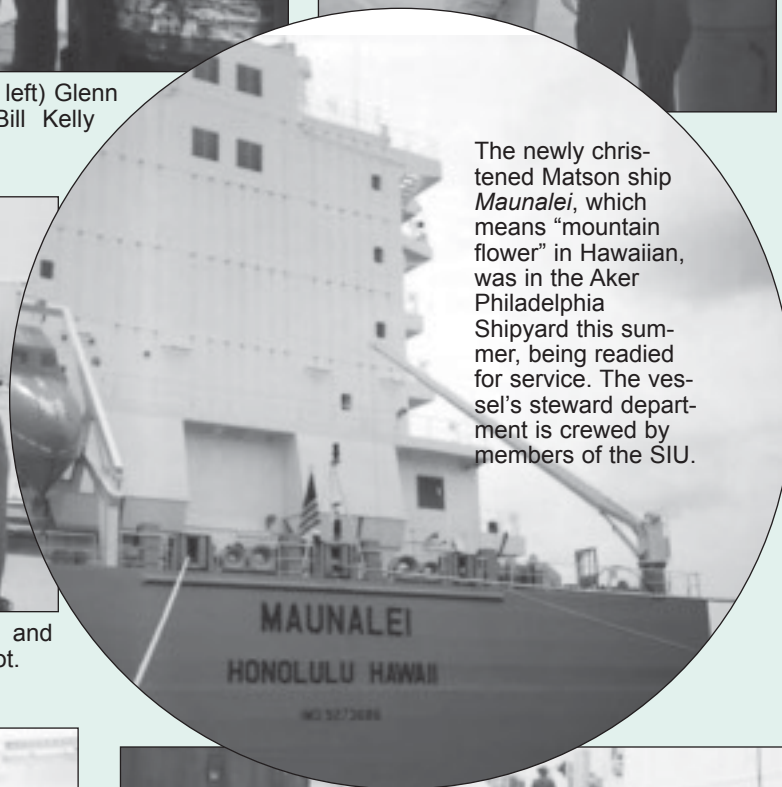 left) Glenn
Bill Kelly
The newly chris-
tened Matson ship
Maunalei, which
means “mountain
flower” in Hawaiian,
was in the Aker
Philadelphia
Shipyard this sum-
mer, being readied
for service. The ves-
sel’s steward depart-
ment is crewed by
members of the SIU.
and
MAUNALEI
HONOLULU HAWAII